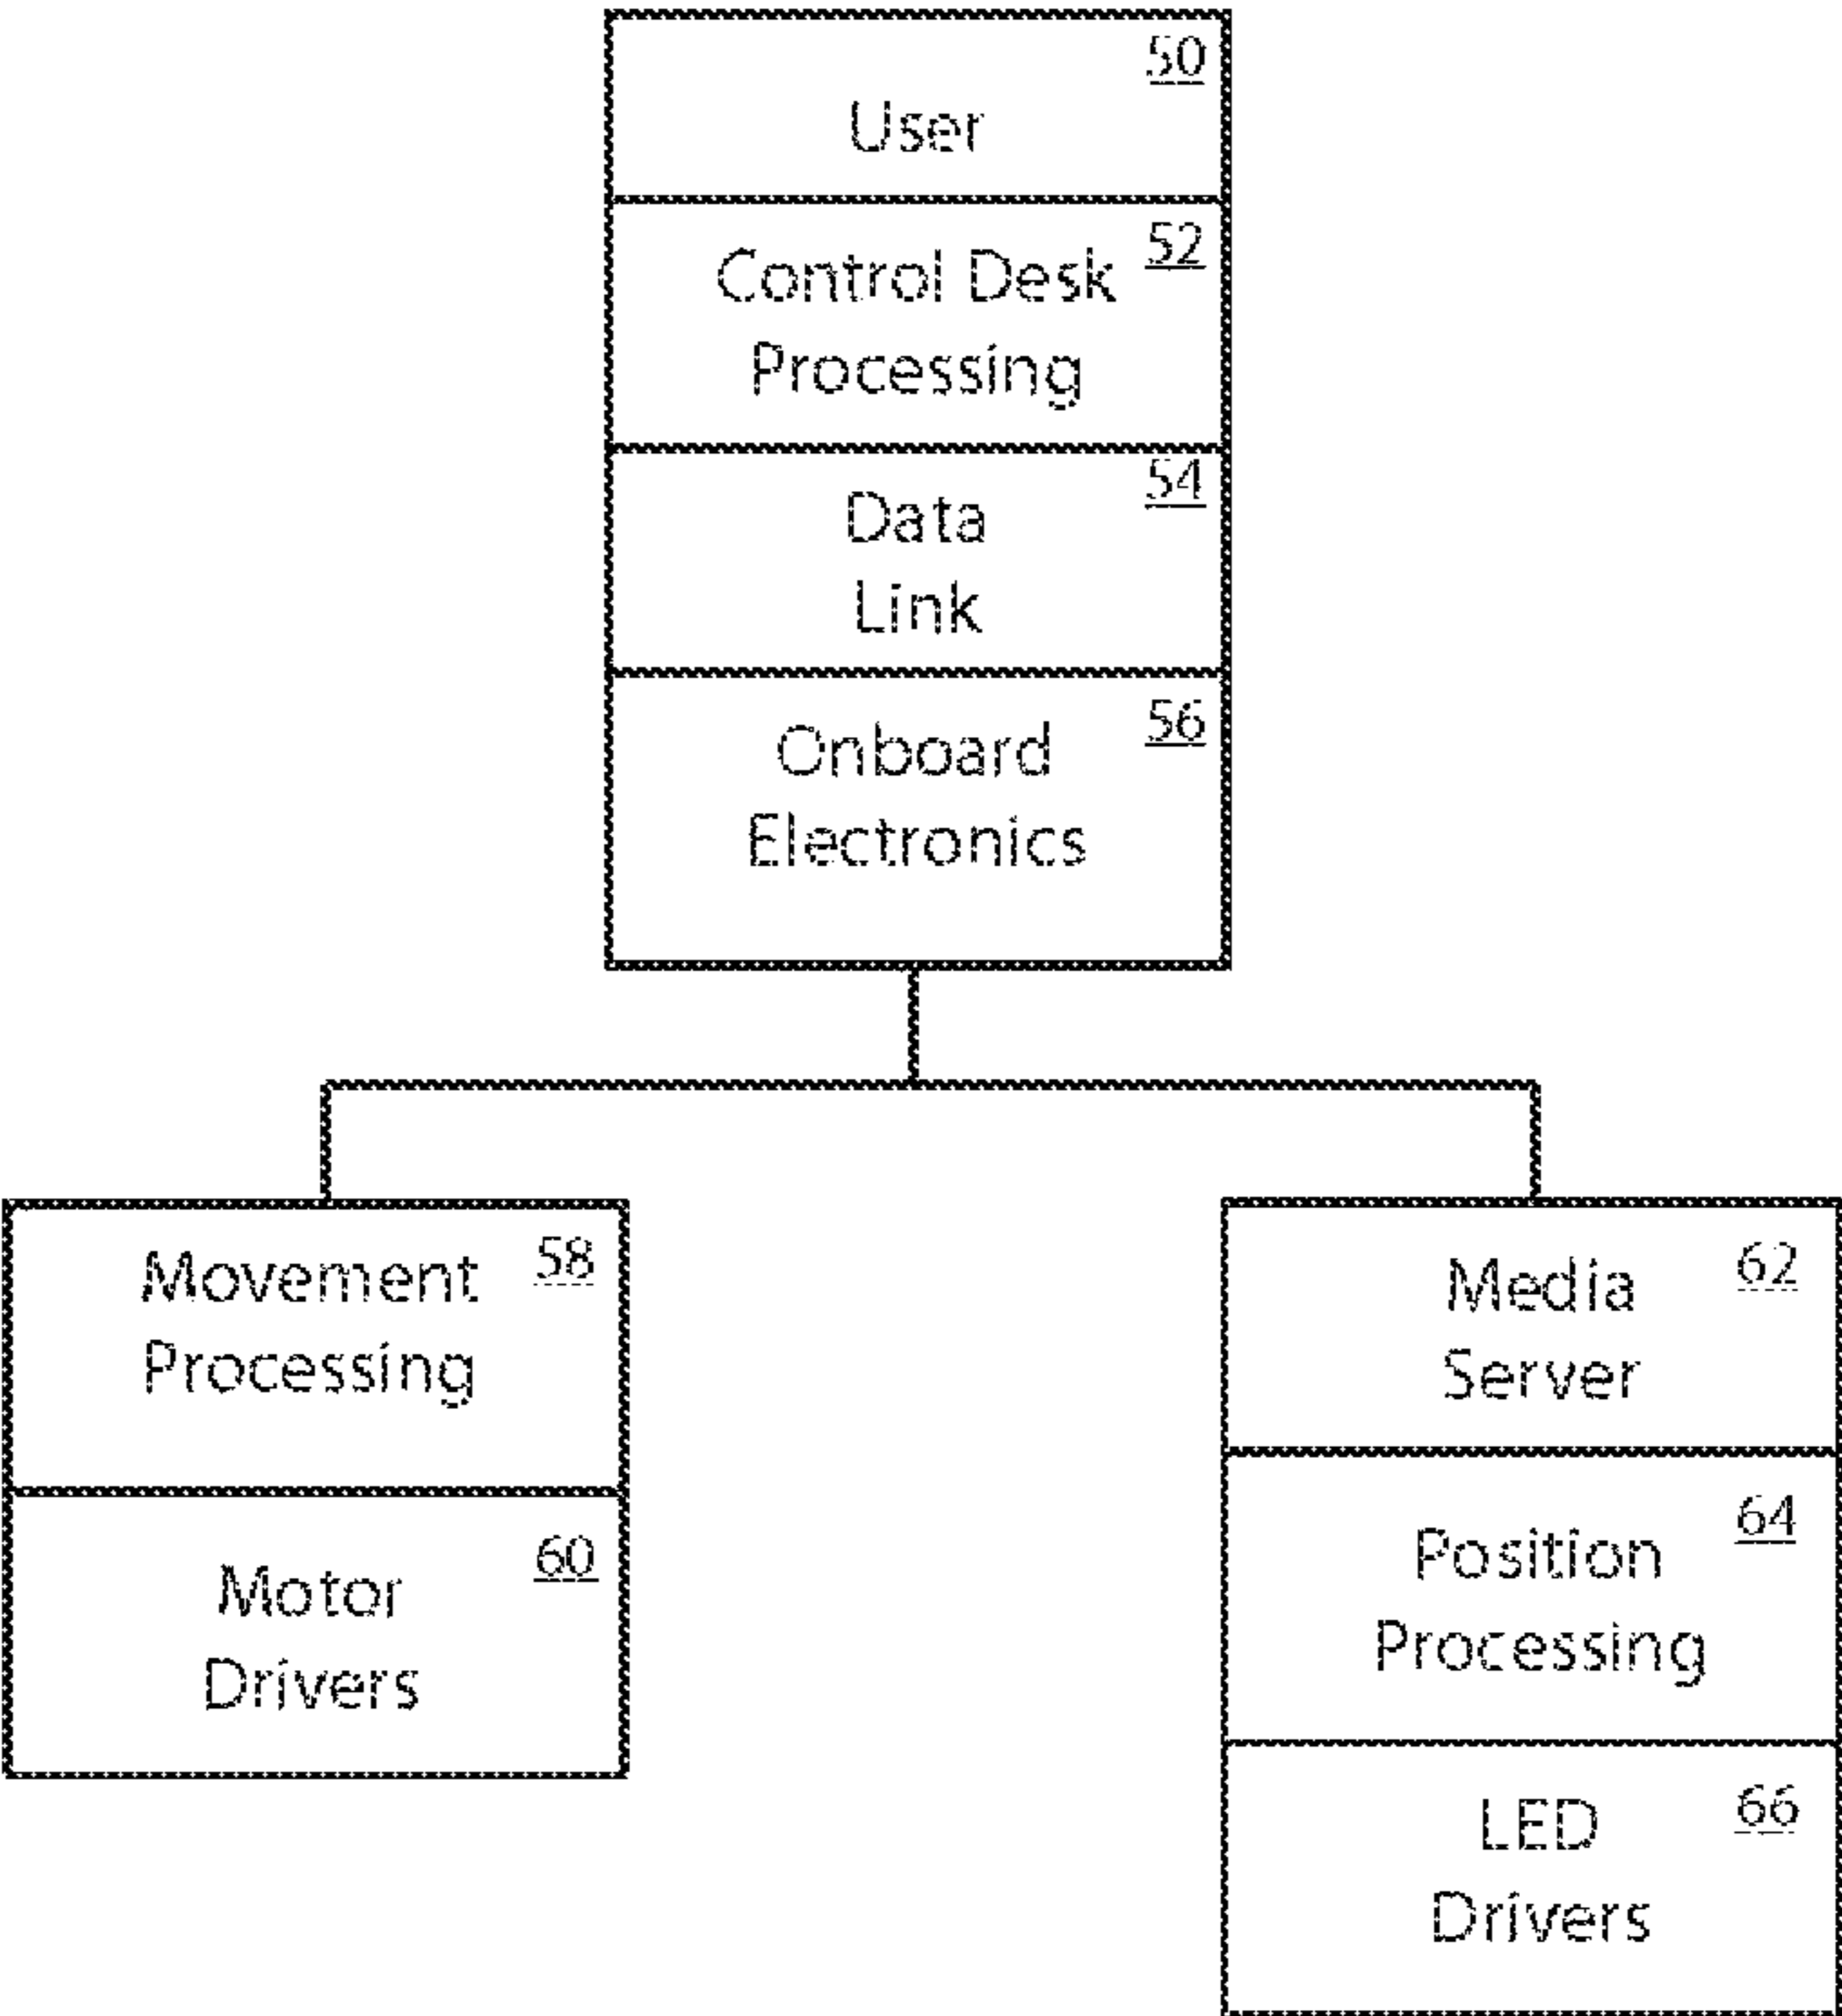 50
User
52
Control Desk
Processing
54
Data
Link
56
Onboard
Electronics
58
Movement
Processing
60
Motor
Drivers
62
Media
Server
64
Position
Processing
66
LED
Drivers